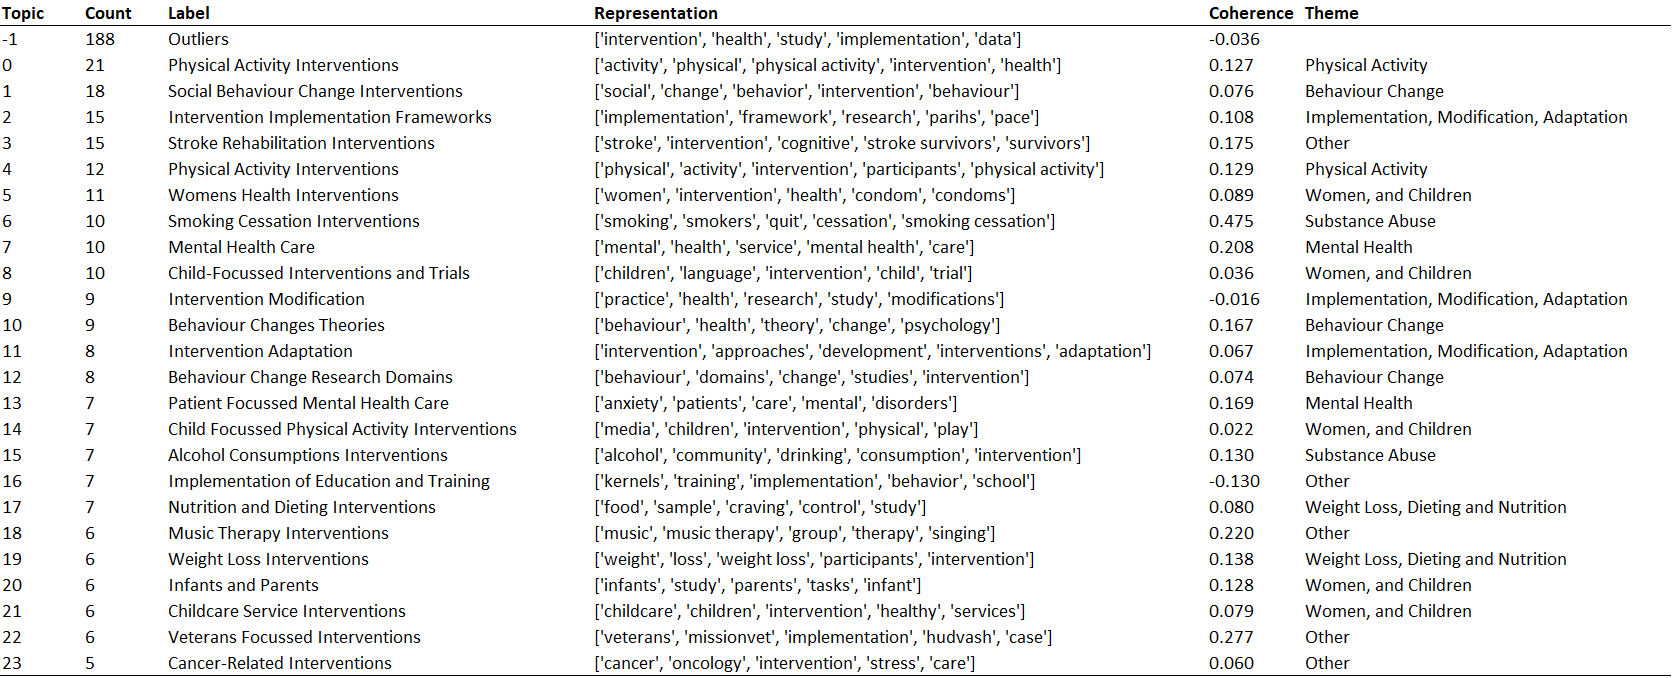 Topic Count Label Representation Coherence Theme
-1 188 Outliers ['intervention', 'health', 'study', 'implementation', 'data'] -0.036
0 21 Physical Activity Interventions ['activity', 'physical', 'physical activity', 'intervention', 'health'] 0.127 Physical Activity
1 18 Social Behaviour Change Interventions ['social', 'change', 'behavior', 'intervention', 'behaviour'] 0.076 Behaviour Change
2 15 Intervention Implementation Frameworks ['implementation', 'framework', 'research', 'parihs', 'pace'] 0.108 Implementation, Modification, Adaptation
3 15 Stroke Rehabilitation Interventions ['stroke', 'intervention', 'cognitive', 'stroke survivors', 'survivors'] 0.175 Other
4 12 Physical Activity Interventions ['physical', 'activity', 'intervention', 'participants', 'physical activity'] 0.129 Physical Activity
5 11 Womens Health Interventions ['women', 'intervention', 'health', 'condom', 'condoms'] 0.089 Women, and Children
6 10 Smoking Cessation Interventions ['smoking', 'smokers', 'quit', 'cessation', 'smoking cessation'] 0.475 Substance Abuse
7 10 Mental Health Care ['mental', 'health', 'service', 'mental health', 'care'] 0.208 Mental Health
8 10 Child-Focussed Interventions and Trials ['children', 'language', 'intervention', 'child', 'trial'] 0.036 Women, and Children
9 9 Intervention Modification ['practice', 'health', 'research', 'study', 'modifications'] -0.016 Implementation, Modification, Adaptation
10 9 Behaviour Changes Theories ['behaviour', 'health', 'theory', 'change', 'psychology'] 0.167 Behaviour Change
11 8 Intervention Adaptation ['intervention', 'approaches', 'development', 'interventions', 'adaptation'] 0.067 Implementation, Modification, Adaptation
12 8 Behaviour Change Research Domains ['behaviour', 'domains', 'change', 'studies', 'intervention'] 0.074 Behaviour Change
13 7 Patient Focussed Mental Health Care ['anxiety', 'patients', 'care', 'mental', 'disorders'] 0.169 Mental Health
14 7 Child Focussed Physical Activity Interventions ['media', 'children', 'intervention', 'physical', 'play'] 0.022 Women, and Children
15 7 Alcohol Consumptions Interventions ['alcohol', 'community', 'drinking', 'consumption', 'intervention'] 0.130 Substance Abuse
16 7 Implementation of Education and Training ['kernels', 'training', 'implementation', 'behavior', 'school'] -0.130 Other
17 7 Nutrition and Dieting Interventions ['food', 'sample', 'craving', 'control', 'study'] 0.080 Weight Loss, Dieting and Nutrition
18 6 Music Therapy Interventions ['music', 'music therapy', 'group', 'therapy', 'singing'] 0.220 Other
19 6 Weight Loss Interventions ['weight', 'loss', 'weight loss', 'participants', 'intervention'] 0.138 Weight Loss, Dieting and Nutrition
20 6 Infants and Parents ['infants', 'study', 'parents', 'tasks', 'infant'] 0.128 Women, and Children
21 6 Childcare Service Interventions ['childcare', 'children', 'intervention', 'healthy', 'services'] 0.079 Women, and Children
22 6 Veterans Focussed Interventions ['veterans', 'missionvet', 'implementation', 'hudvash', 'case'] 0.277 Other
23 5 Cancer-Related Interventions ['cancer', 'oncology', 'intervention', 'stress', 'care'] 0.060 Other